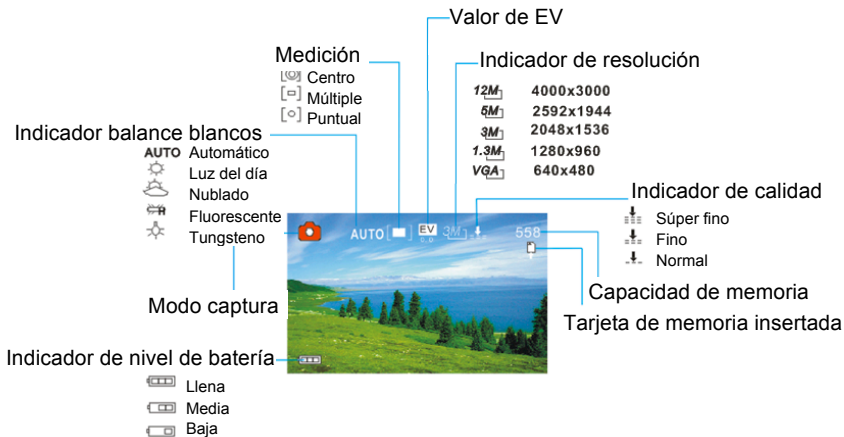 Valor de EV
Medición
Centro
Múltiple
Puntual
Indicador de resolución
12M 4000x3000
5M 2592x1944
3M 2048x1536
1.3M 1280x960
VGA 640x480
Indicador balance blancos
AUTO Automático
Luz del día
Nublado
Fluorescente
Tungsteno
Indicador de calidad
Súper fino
Fino
Normal
AUTO EV 3M 558
0.0
Modo captura
Capacidad de memoria
Tarjeta de memoria insertada
Indicador de nivel de batería
Llena
Media
Baja